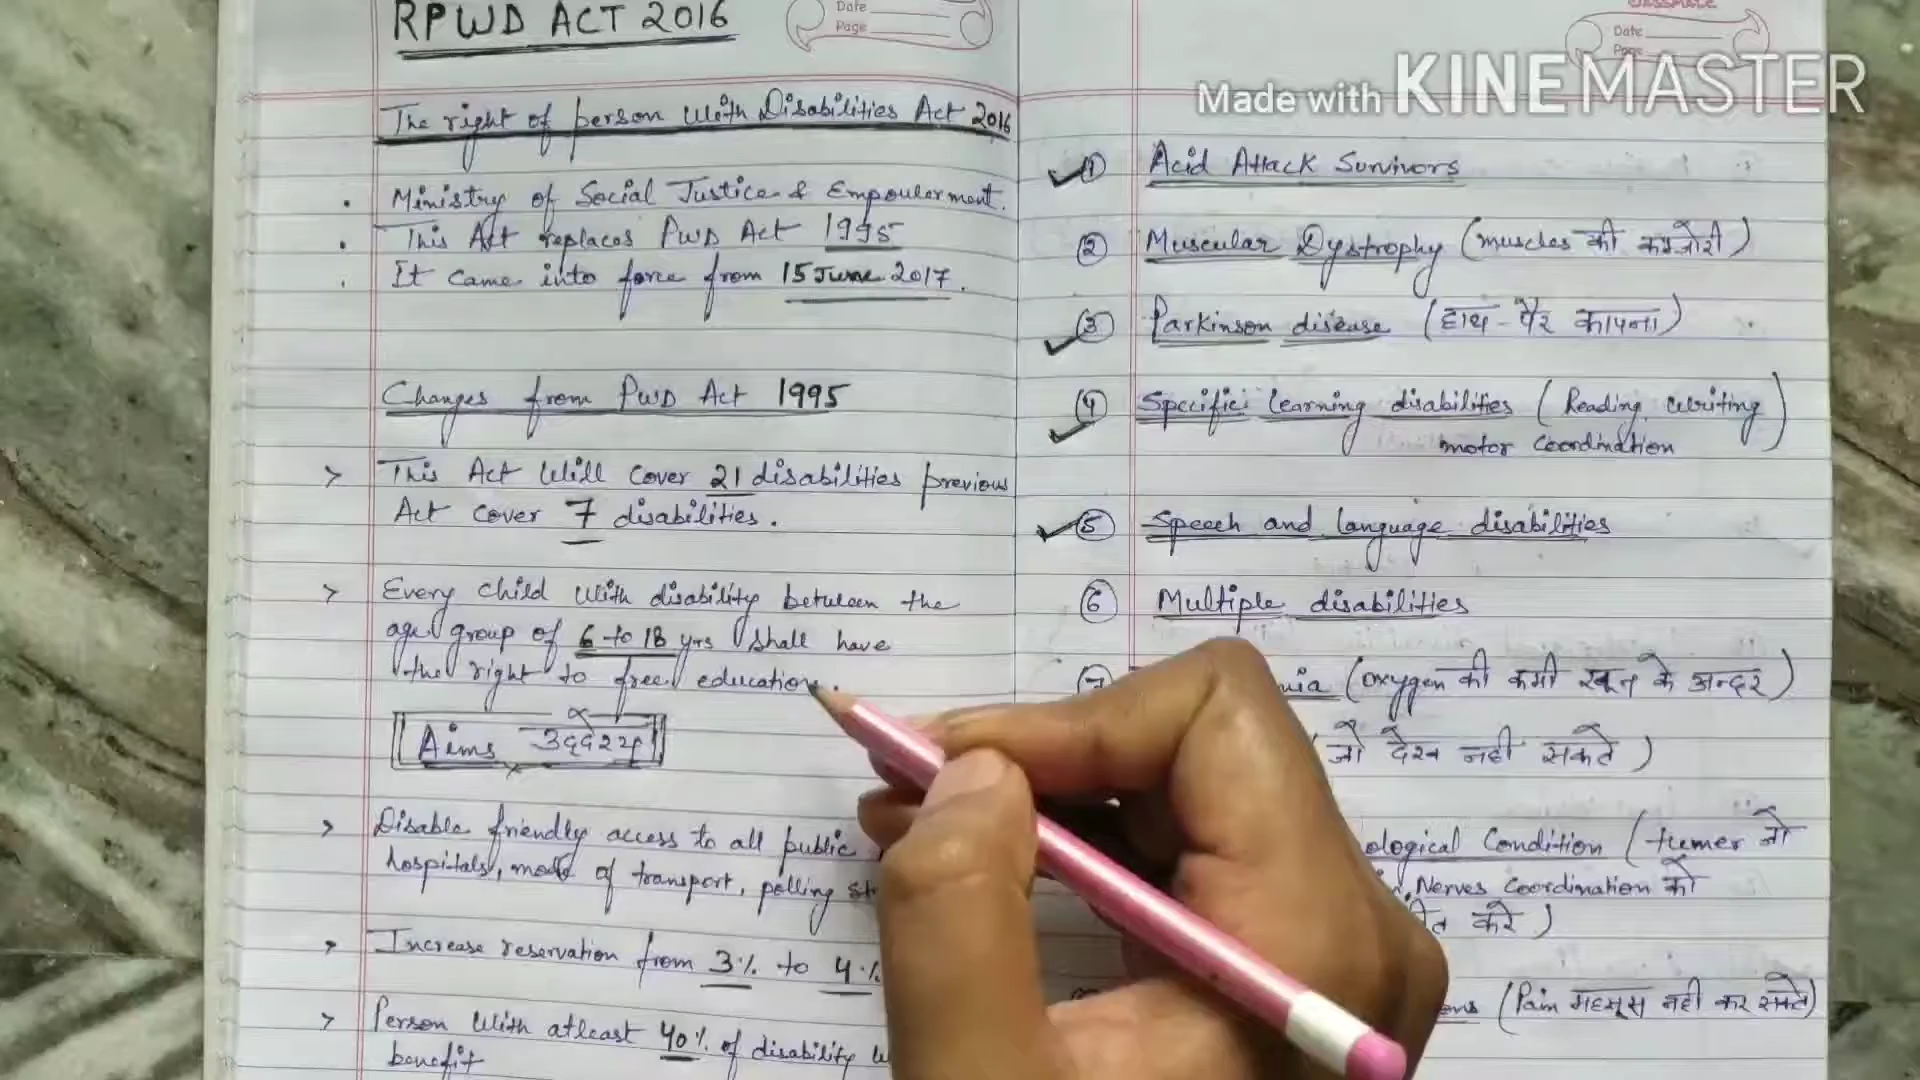 RPWD ACT 2016
Date
Page
The right of person with Disabilities Act 2016
. Ministry of Social Justice & Empowerment.
. This Act replaces PWD Act 1995
. It came into force from 15 June 2017.
Changes from PWD Act 1995
> This Act will cover 21 disabilities previous
Act cover 7 disabilities.
> Every child with disability between the
age group of 6 to 18 yrs shall have
the right to free education.
Aims उद्देश्य
> Disable friendly access to all public
hospitals, mode of transport, polling
> Increase reservation from 3% to 4%
> Person with atleast 40% of disability
benefit
classmate
Date
Page
Made with KINEMASTER
① Acid Attack Survivors
② Muscular Dystrophy (muscles की कमजोरी)
③ Parkinson disease (हाथ - पैर कापना)
④ Specific learning disabilities (Reading writing
motor coordination)
⑤ Speech and language disabilities
⑥ Multiple disabilities
⑦ (oxygen की कमी खून के अन्दर)
(जो देख नही सकते)
Condition (tumer जो
Nerves coordination को
करे)
(Pain महसूस नही कर सकते)